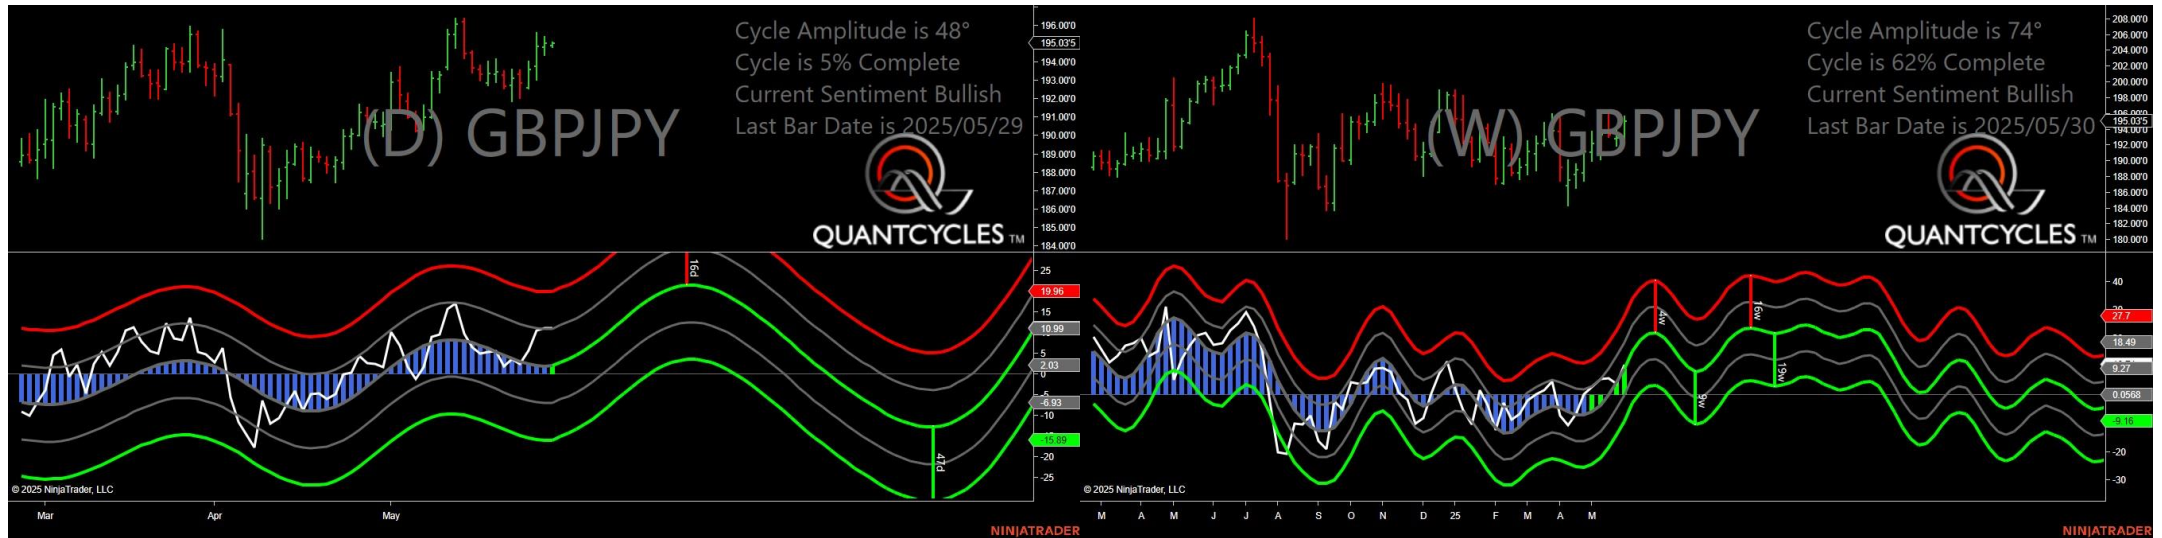 Cycle Amplitude is 48°
Cycle is 5% Complete
Current Sentiment Bullish
Last Bar Date is 2025/05/29
(D) GBPJPY
QUANTCYCLES TM
196.00'0
195.03'5
194.00'0
192.00'0
191.00'0
190.00'0
189.00'0
188.00'0
187.00'0
186.00'0
185.00'0
184.00'0
16d
47d
25
19.96
15
10.99
5
2.03
0
-6.93
-10
-15.89
-20
-25
© 2025 NinjaTrader, LLC
Mar
Apr
May
NINJATRADER
Cycle Amplitude is 74°
Cycle is 62% Complete
Current Sentiment Bullish
Last Bar Date is 2025/05/30
(W) GBPJPY
QUANTCYCLES TM
208.00'0
206.00'0
204.00'0
202.00'0
200.00'0
198.00'0
195.03'5
194.00'0
192.00'0
190.00'0
188.00'0
186.00'0
184.00'0
182.00'0
180.00'0
4w
9w
16w
19w
40
27.7
18.49
9.27
0.0568
-9.16
-20
-30
© 2025 NinjaTrader, LLC
M A M J J A S O N D 25 F M A M
NINJATRADER